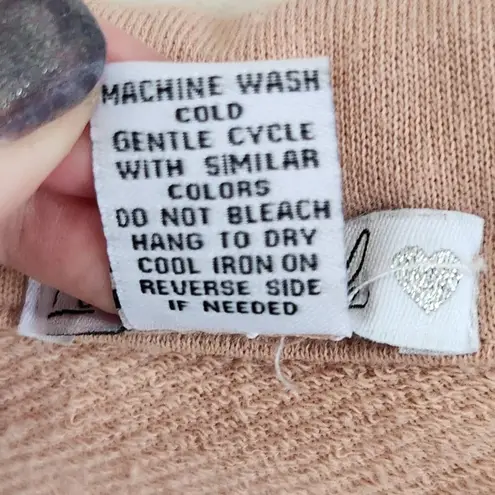 MACHINE WASH
COLD
GENTLE CYCLE
WITH SIMILAR
COLORS
DO NOT BLEACH
HANG TO DRY
COOL IRON ON
REVERSE SIDE
IF NEEDED